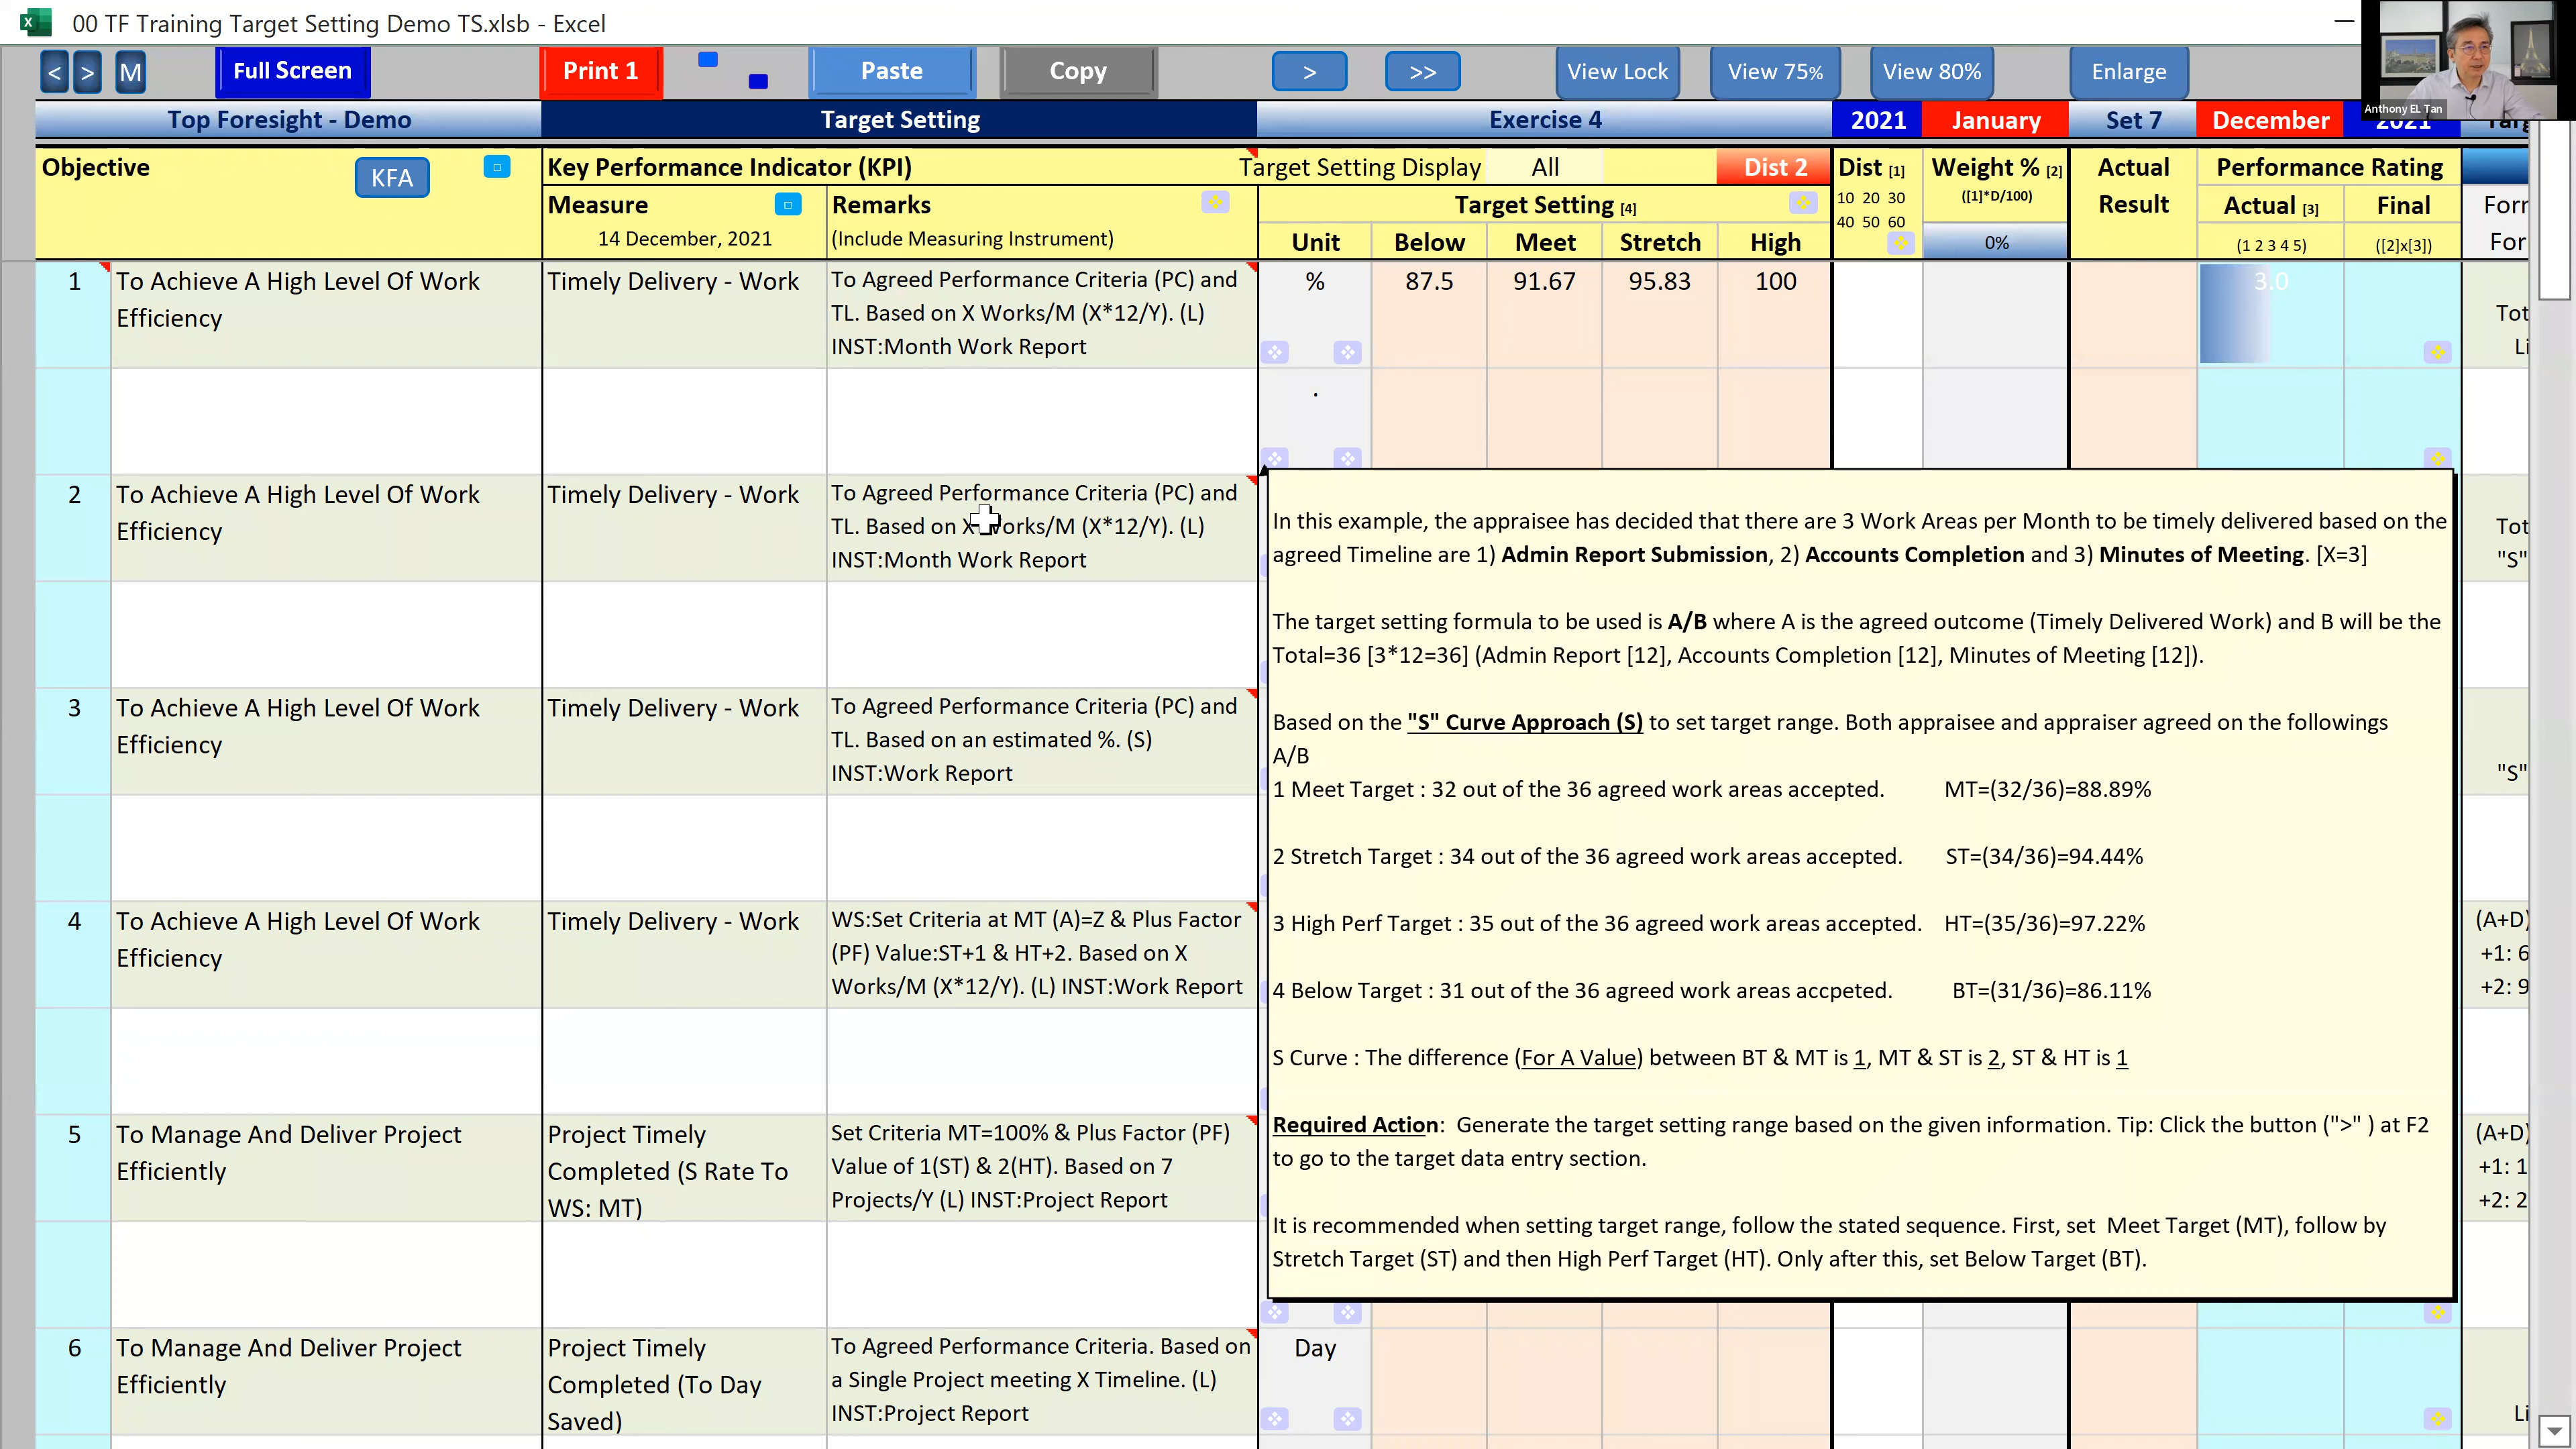 00 TF Training Target Setting Demo TS.xlsb - Excel
< > M Full Screen Print 1 Paste Copy > >> View Lock View 75% View 80% Enlarge
Anthony EL Tan
Top Foresight - Demo Target Setting Exercise 4 2021 January Set 7 December 2021
Objective KFA Key Performance Indicator (KPI) Target Setting Display All Dist 2 Dist [1] Weight % [2] Actual Performance Rating
Measure Remarks Target Setting [4] 10 20 30 ([1]*D/100) Result Actual [3] Final
14 December, 2021 (Include Measuring Instrument) Unit Below Meet Stretch High 40 50 60 0% (1 2 3 4 5) ([2]x[3])
1 To Achieve A High Level Of Work Timely Delivery - Work To Agreed Performance Criteria (PC) and % 87.5 91.67 95.83 100 3.0
Efficiency TL. Based on X Works/M (X*12/Y). (L) Tot
INST:Month Work Report Li
.
2 To Achieve A High Level Of Work Timely Delivery - Work To Agreed Performance Criteria (PC) and
Efficiency TL. Based on X Works/M (X*12/Y). (L) Tot
INST:Month Work Report "S"
3 To Achieve A High Level Of Work Timely Delivery - Work To Agreed Performance Criteria (PC) and
Efficiency TL. Based on an estimated %. (S)
INST:Work Report "S"
4 To Achieve A High Level Of Work Timely Delivery - Work WS:Set Criteria at MT (A)=Z & Plus Factor (A+D)
Efficiency (PF) Value:ST+1 & HT+2. Based on X +1: 6
Works/M (X*12/Y). (L) INST:Work Report +2: 9
5 To Manage And Deliver Project Project Timely Set Criteria MT=100% & Plus Factor (PF) (A+D)
Efficiently Completed (S Rate To Value of 1(ST) & 2(HT). Based on 7 +1: 1
WS: MT) Projects/Y (L) INST:Project Report +2: 2
6 To Manage And Deliver Project Project Timely To Agreed Performance Criteria. Based on Day
Efficiently Completed (To Day a Single Project meeting X Timeline. (L)
Saved) INST:Project Report Li
In this example, the appraisee has decided that there are 3 Work Areas per Month to be timely delivered based on the
agreed Timeline are 1) Admin Report Submission, 2) Accounts Completion and 3) Minutes of Meeting. [X=3]
The target setting formula to be used is A/B where A is the agreed outcome (Timely Delivered Work) and B will be the
Total=36 [3*12=36] (Admin Report [12], Accounts Completion [12], Minutes of Meeting [12]).
Based on the "S" Curve Approach (S) to set target range. Both appraisee and appraiser agreed on the followings
A/B
1 Meet Target : 32 out of the 36 agreed work areas accepted. MT=(32/36)=88.89%
2 Stretch Target : 34 out of the 36 agreed work areas accepted. ST=(34/36)=94.44%
3 High Perf Target : 35 out of the 36 agreed work areas accepted. HT=(35/36)=97.22%
4 Below Target : 31 out of the 36 agreed work areas accpeted. BT=(31/36)=86.11%
S Curve : The difference (For A Value) between BT & MT is 1, MT & ST is 2, ST & HT is 1
Required Action: Generate the target setting range based on the given information. Tip: Click the button (">" ) at F2
to go to the target data entry section.
It is recommended when setting target range, follow the stated sequence. First, set Meet Target (MT), follow by
Stretch Target (ST) and then High Perf Target (HT). Only after this, set Below Target (BT).